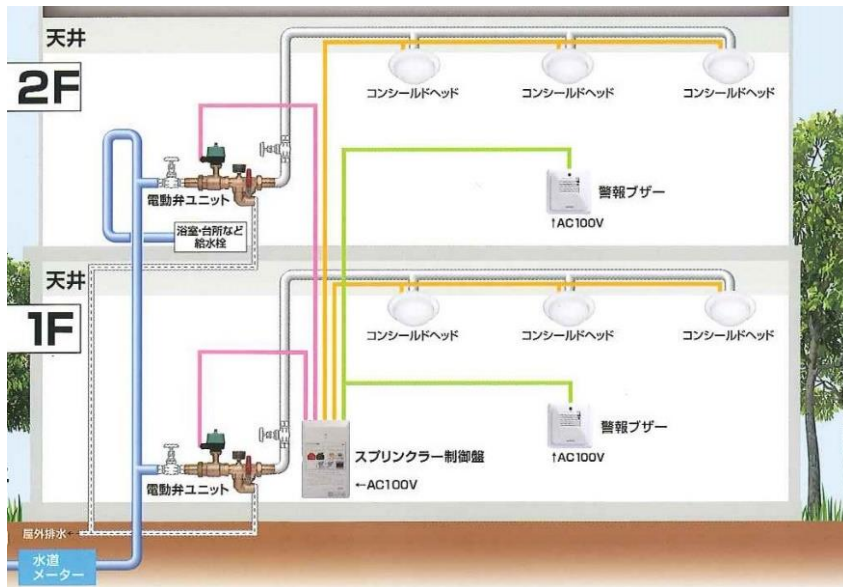 天井
2F
コンシールドヘッド
コンシールドヘッド
コンシールドヘッド
電動弁ユニット
警報ブザー
↑AC100V
浴室・台所など
給水栓
天井
1F
コンシールドヘッド
コンシールドヘッド
コンシールドヘッド
警報ブザー
↑AC100V
スプリンクラー制御盤
←AC100V
電動弁ユニット
屋外排水←
水道
メーター